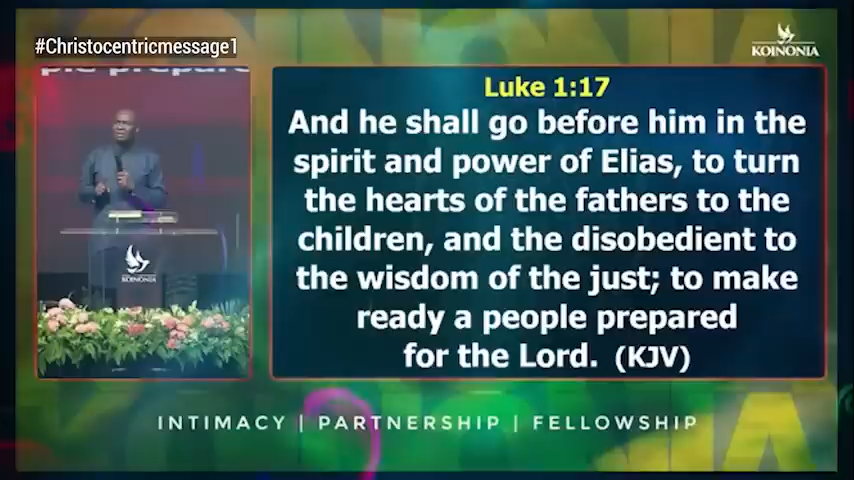 #Christocentricmessage1
KOINONIA
ple prepare
Luke 1:17
And he shall go before him in the
spirit and power of Elias, to turn
the hearts of the fathers to the
children, and the disobedient to
the wisdom of the just; to make
ready a people prepared
for the Lord. (KJV)
KOINONIA
INTIMACY | PARTNERSHIP | FELLOWSHIP